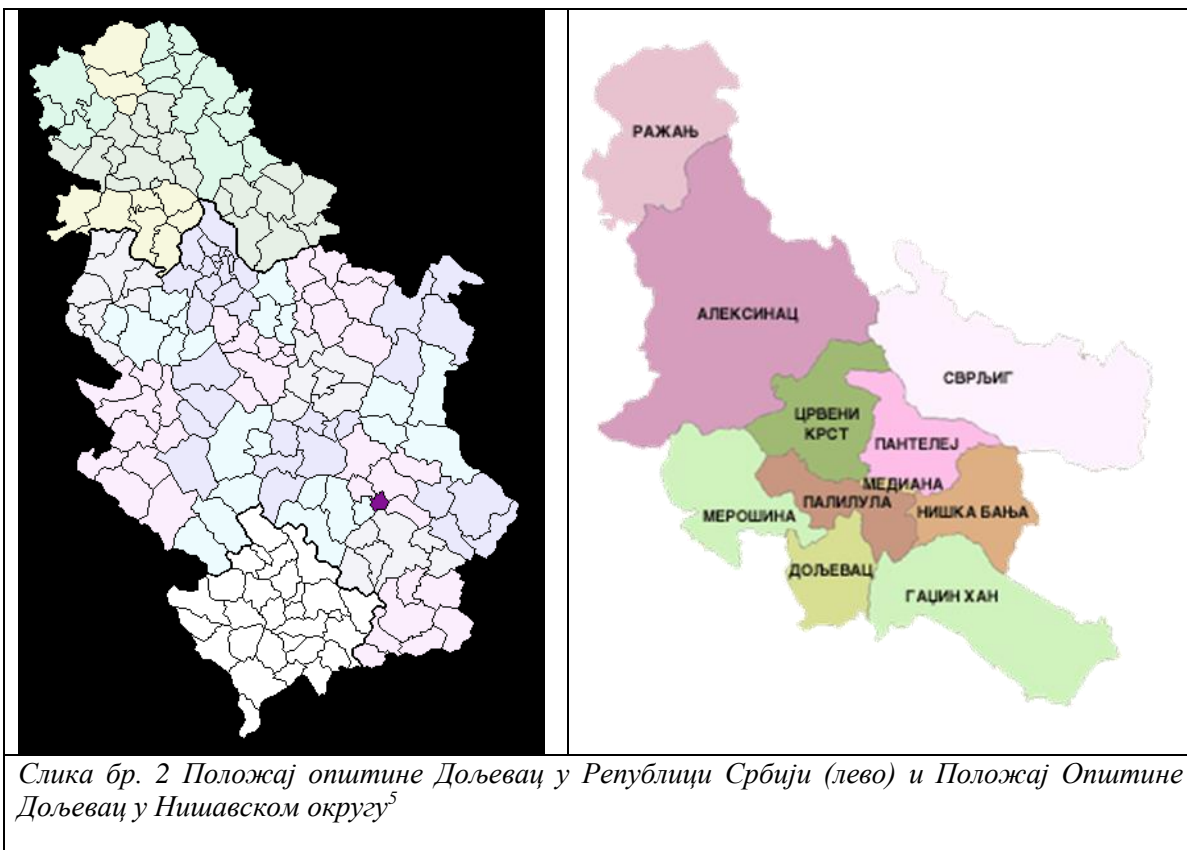 РАЖАЊ
АЛЕКСИНАЦ
СВРЉИГ
ЦРВЕНИ
КРСТ
ПАНТЕЛЕЈ
МЕДИАНА
ПАЛИЛУЛА
НИШКА БАЊА
МЕРОШИНА
ДОЉЕВАЦ
ГАЏИН ХАН
Слика бр. 2 Положај општине Дољевац у Републици Србији (лево) и Положај Општине
Дољевац у Нишавском округу5